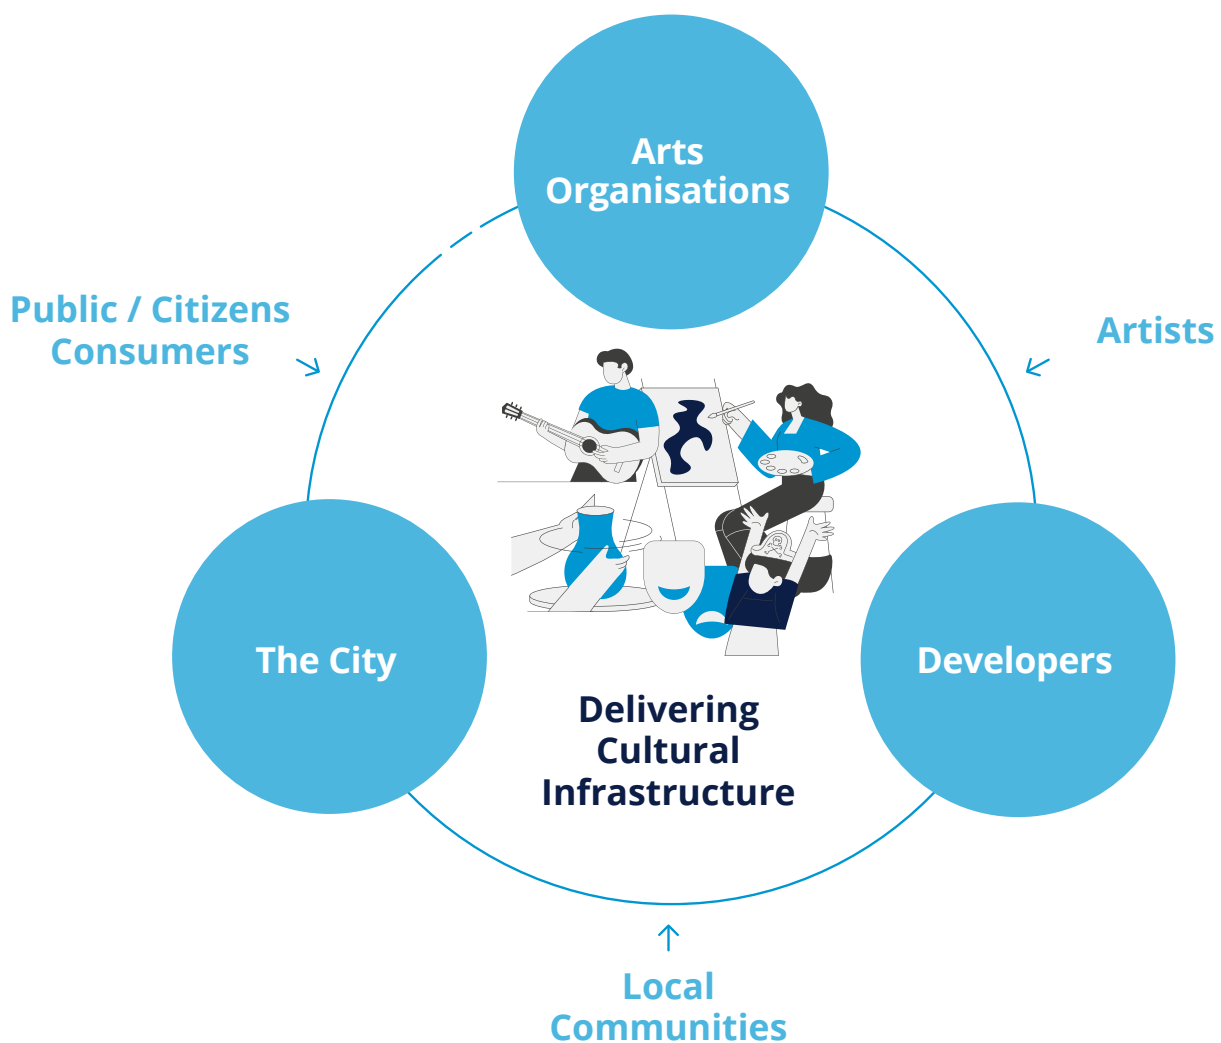 Arts
Organisations
Public / Citizens
Consumers
Artists
The City
Developers
Delivering
Cultural
Infrastructure
Local
Communities